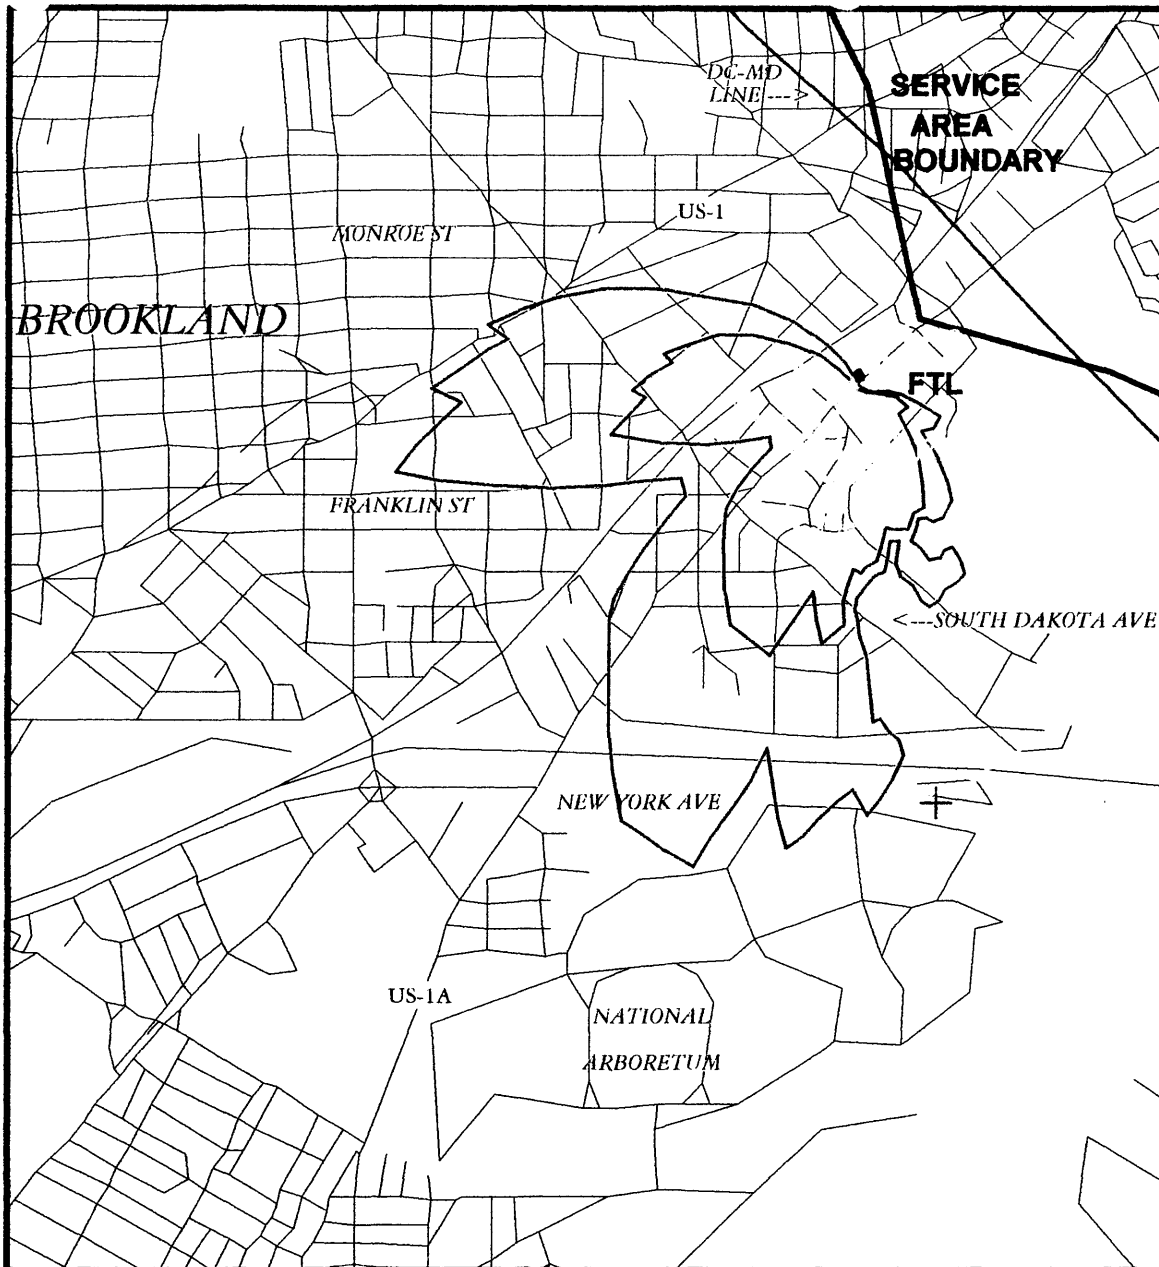 DC-MD
LINE --->
SERVICE
AREA
BOUNDARY
US-1
MONROE ST
BROOKLAND
FTL
FRANKLIN ST
<---SOUTH DAKOTA AVE
NEW YORK AVE
US-1A
NATIONAL
ARBORETUM